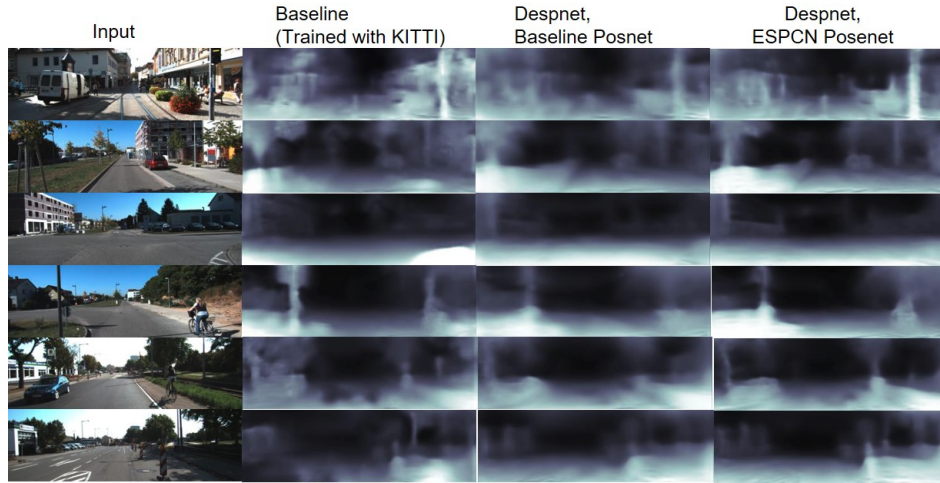 Input
Baseline
(Trained with KITTI)
Despnet,
Baseline Posnet
Despnet,
ESPCN Posenet